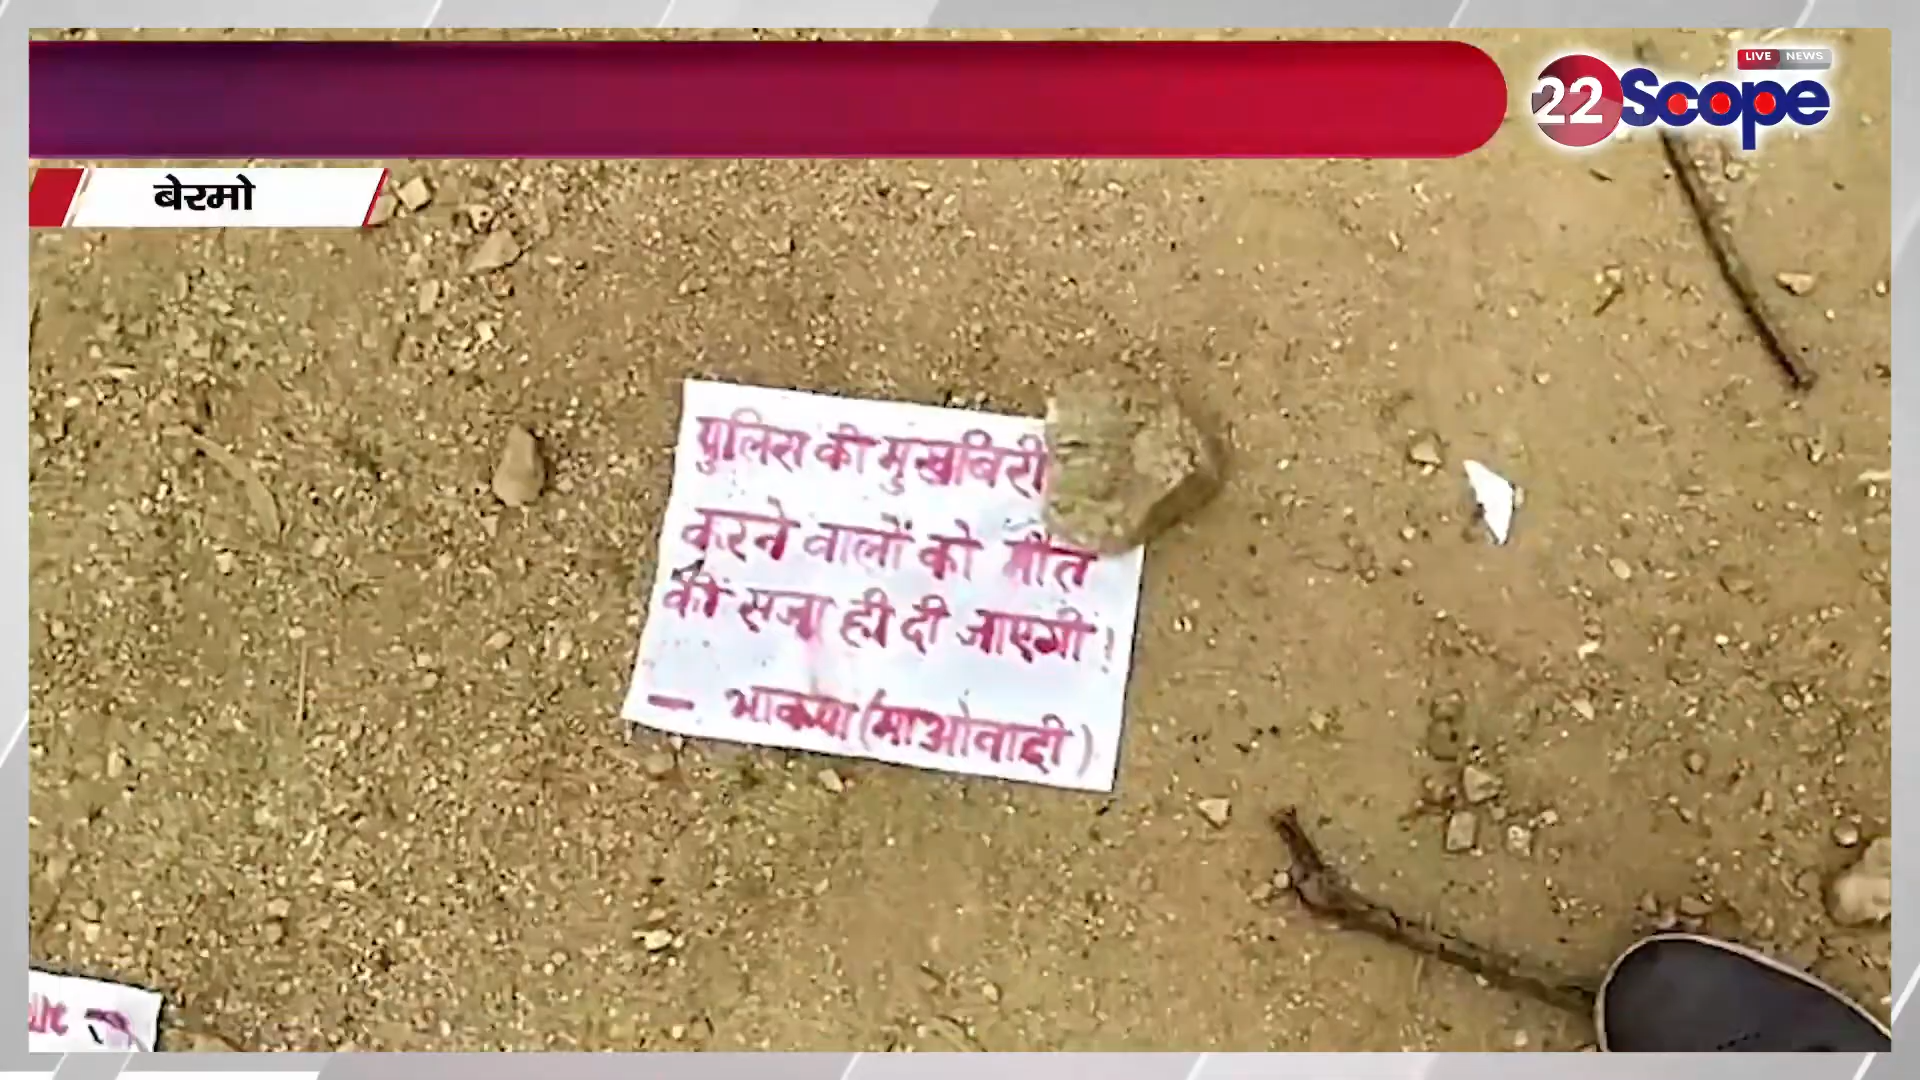 LIVE NEWS
22Scope
बेरमो
पुलिस की मुखबिरी
करने वालों को मौत
की सजा ही दी जाएगी!
— भाकपा (माओवादी)